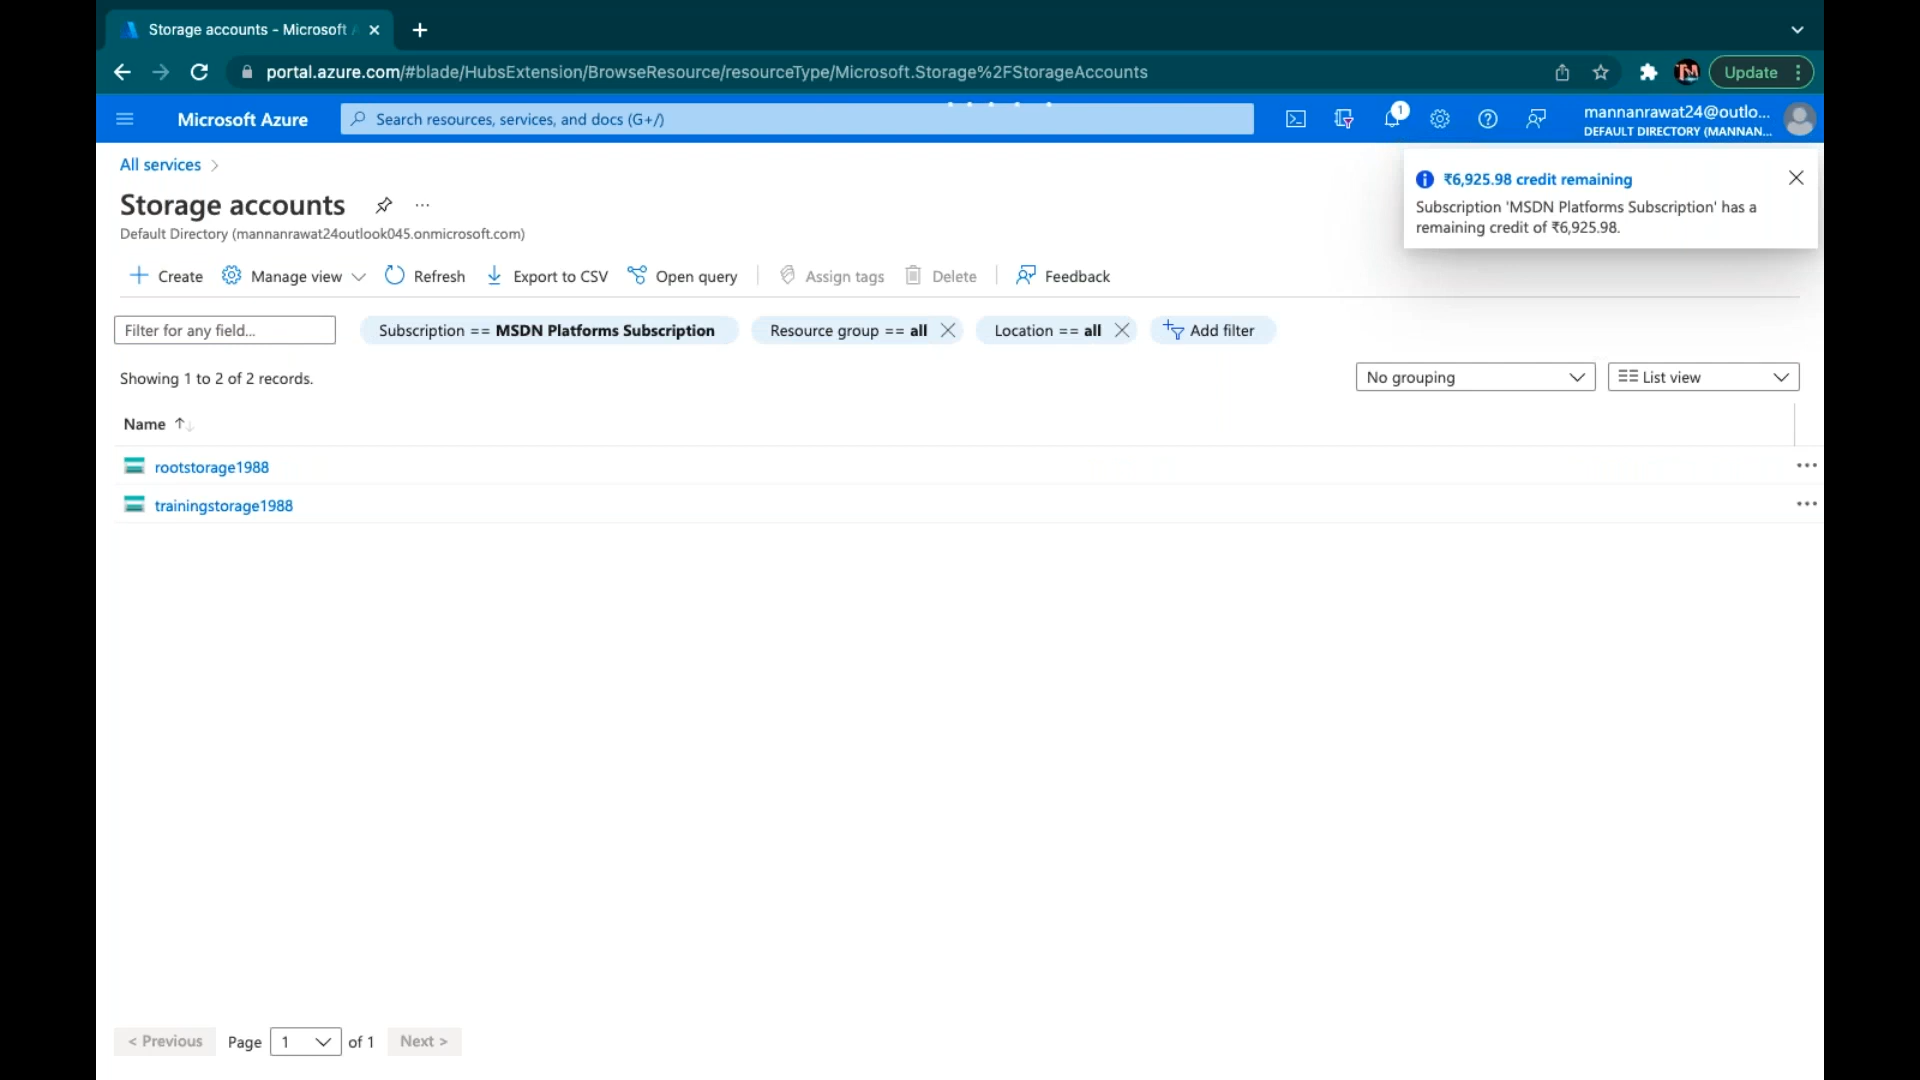 Storage accounts - Microsoft
portal.azure.com/#blade/HubsExtension/BrowseResource/resourceType/Microsoft.Storage%2FStorageAccounts
Update
Microsoft Azure
Search resources, services, and docs (G+/)
1
mannanrawat24@outlo...
DEFAULT DIRECTORY (MANNAN...
All services
₹6,925.98 credit remaining
Subscription 'MSDN Platforms Subscription' has a
remaining credit of ₹6,925.98.
Storage accounts
Default Directory (mannanrawat24outlook045.onmicrosoft.com)
Create Manage view Refresh Export to CSV Open query Assign tags Delete Feedback
Filter for any field... Subscription == MSDN Platforms Subscription Resource group == all Location == all Add filter
Showing 1 to 2 of 2 records. No grouping List view
Name
rootstorage1988
trainingstorage1988
< Previous Page 1 of 1 Next >